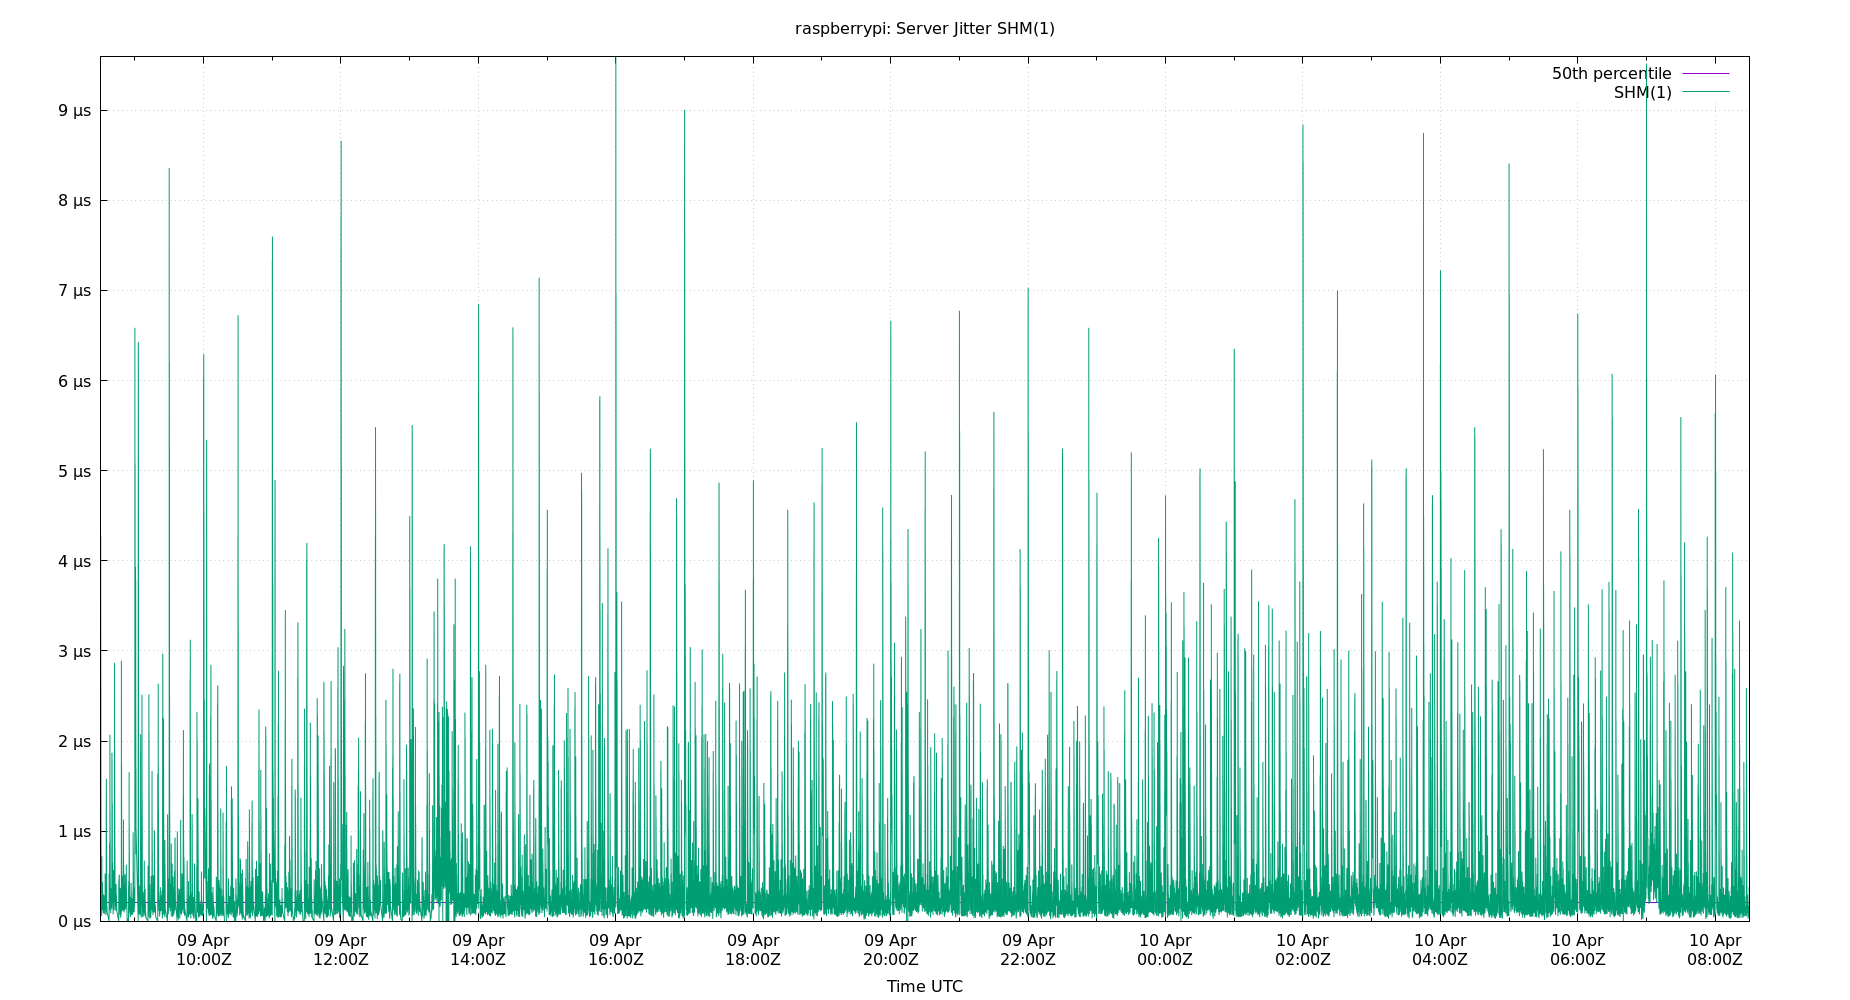 raspberrypi: Server Jitter SHM(1)
50th percentile
SHM(1)
9 µs
8 µs
7 µs
6 µs
5 µs
4 µs
3 µs
2 µs
1 µs
0 µs
09 Apr 09 Apr 09 Apr 09 Apr 09 Apr 09 Apr 09 Apr 10 Apr 10 Apr 10 Apr 10 Apr 10 Apr
10:00Z 12:00Z 14:00Z 16:00Z 18:00Z 20:00Z 22:00Z 00:00Z 02:00Z 04:00Z 06:00Z 08:00Z
Time UTC